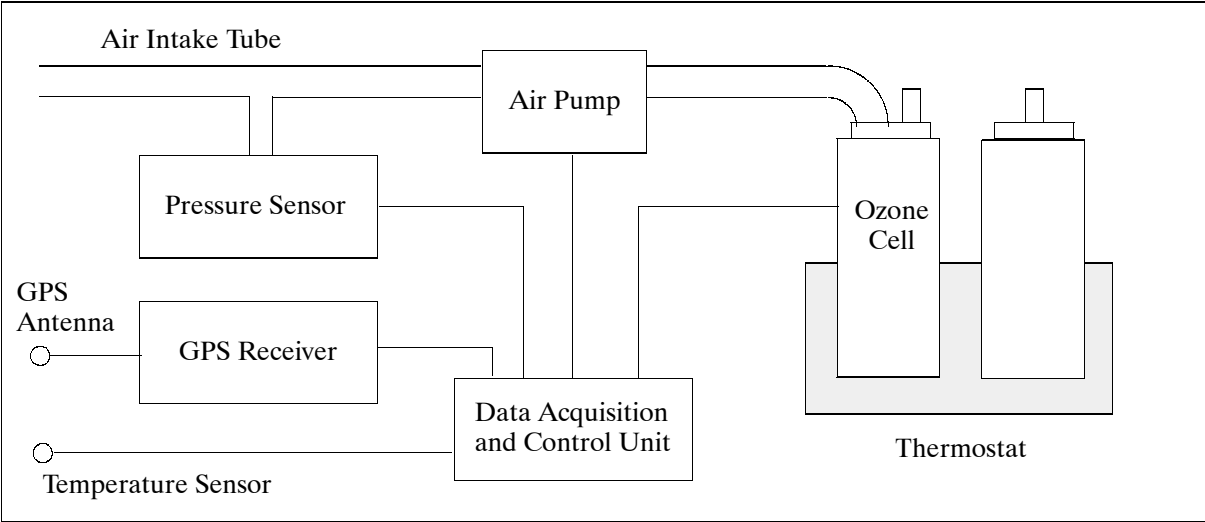 Air Intake Tube
Air Pump
Pressure Sensor
Ozone
Cell
GPS
Antenna
GPS Receiver
Data Acquisition
and Control Unit
Thermostat
Temperature Sensor